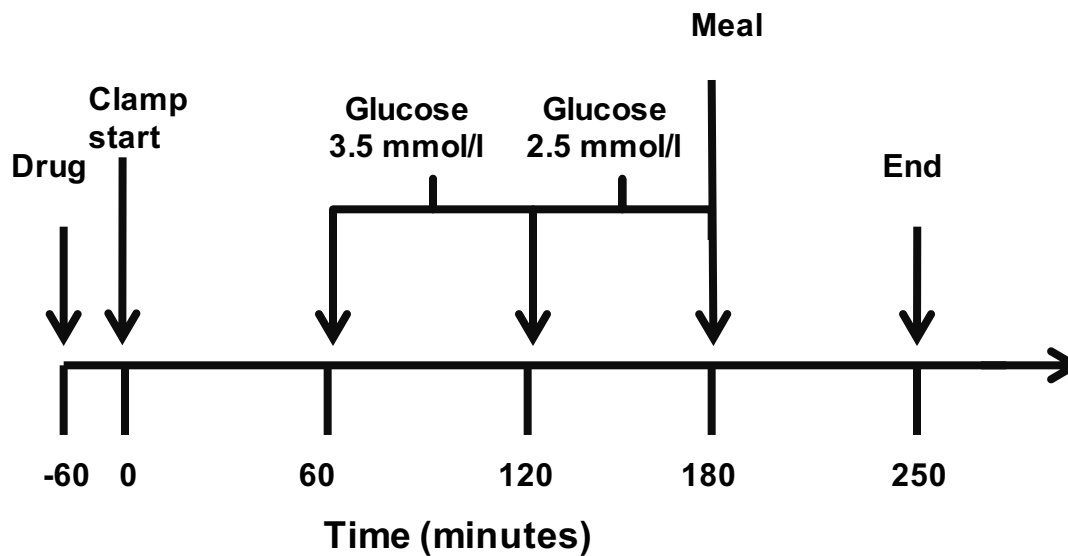 Meal
Clamp
start
Glucose
3.5 mmol/l
Glucose
2.5 mmol/l
Drug
End
-60 0 60 120 180 250
Time (minutes)